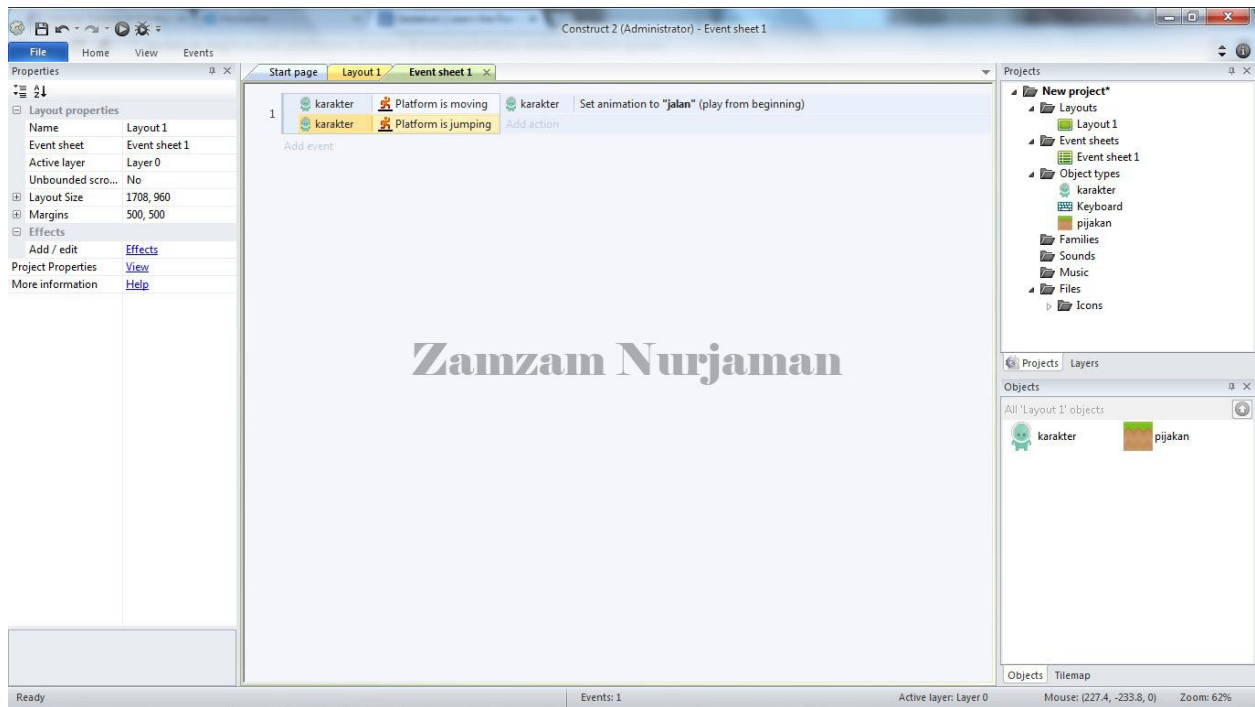 Construct 2 (Administrator) - Event sheet 1
File Home View Events
Properties
Layout properties
Name Layout 1
Event sheet Event sheet 1
Active layer Layer 0
Unbounded scro... No
Layout Size 1708, 960
Margins 500, 500
Effects
Add / edit Effects
Project Properties View
More information Help
Start page Layout 1 Event sheet 1
1
karakter Platform is moving karakter Set animation to "jalan" (play from beginning)
karakter Platform is jumping Add action
Add event
Zamzam Nurjaman
Projects
New project*
Layouts
Layout 1
Event sheets
Event sheet 1
Object types
karakter
Keyboard
pijakan
Families
Sounds
Music
Files
Icons
Projects Layers
Objects
All 'Layout 1' objects
karakter pijakan
Objects Tilemap
Ready Events: 1 Active layer: Layer 0 Mouse: (227.4, -233.8, 0) Zoom: 62%